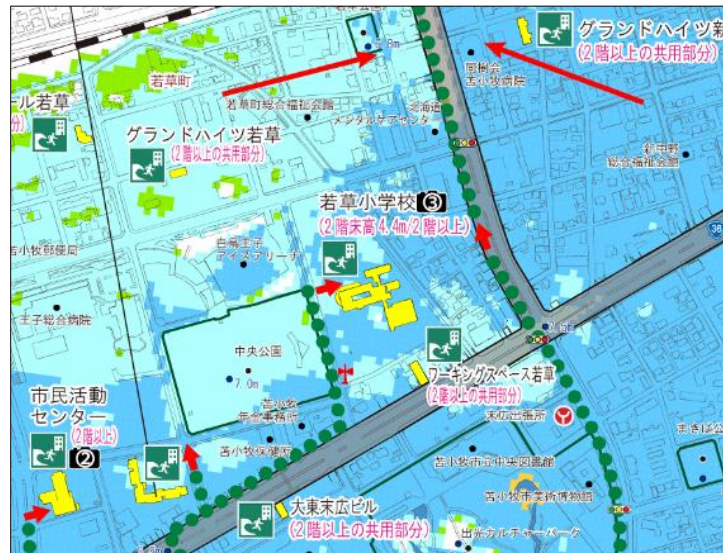 グランドハイツ新
(2階以上の共用部分)
同樹会
苫小牧病院
若草町
若草町総合福祉会館
北海道
メンタルケアセンター
ール若草
グランドハイツ若草
(2階以上の共用部分)
新中野
総合福祉会館
若草小学校 3
(2階床高4.4m/2階以上)
苫小牧郵便局
白鳥王子
アイスアリーナ
38
王子総合病院
中央公園
7.0m
ワーキングスペース若草
(2階以上の共用部分)
市民活動
センター
(2階以上)
2
苫小牧
年金事務所
苫小牧保健所
末広出張所
苫小牧市立中央図書館
苫小牧市美術博物館
大東末広ビル
(2階以上の共用部分)
出光カルチャーパーク